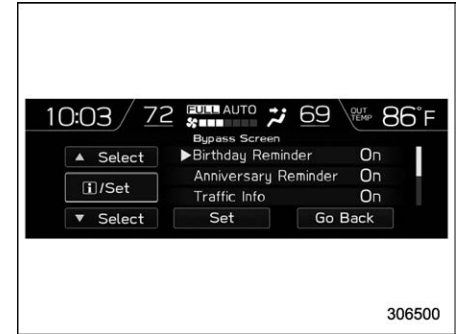 10:03 72 FULL AUTO 69 OUT TEMP 86°F
Bypass Screen
▲ Select ▶Birthday Reminder On
i/Set Anniversary Reminder On
Traffic Info On
▼ Select Set Go Back
306500